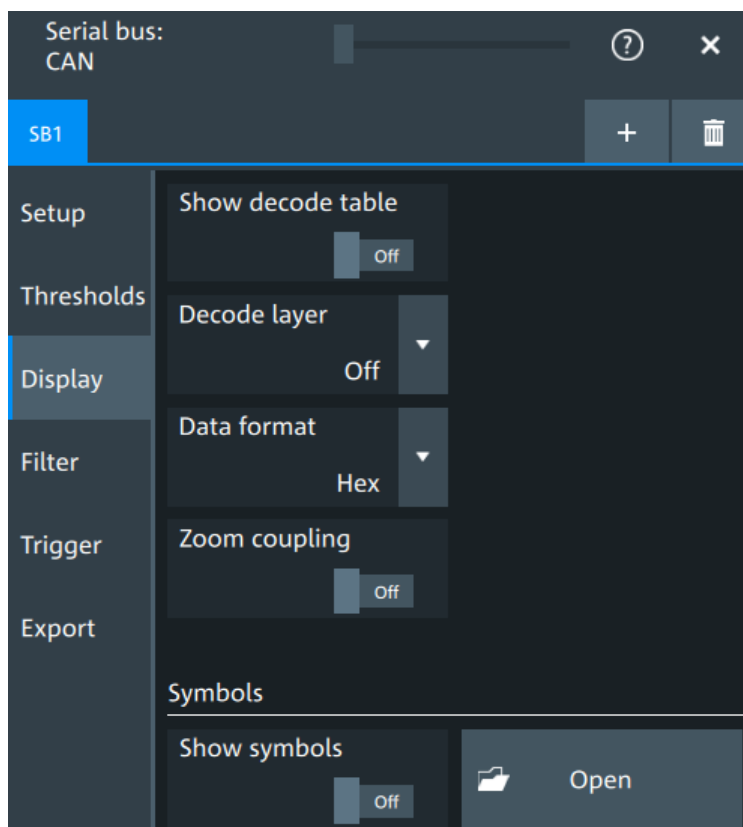 Serial bus:
CAN
?
SB1
+
Setup
Thresholds
Display
Filter
Trigger
Export
Show decode table
Off
Decode layer
Off
Data format
Hex
Zoom coupling
Off
Symbols
Show symbols
Off
Open